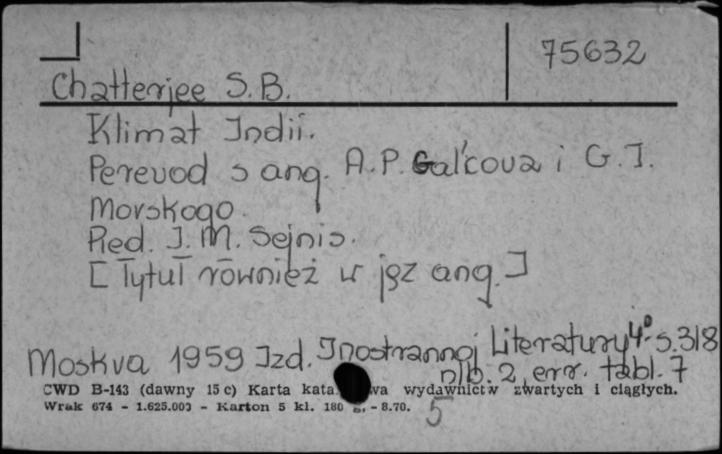 75632
Chatterjee S.B.
Klimat Indii.
Perevod s ang. A.P. Gal'cova i G.I.
Morskogo.
Red. I.M. Sejnis.
[Tytuł również w jęz ang.]
Moskva 1959 Izd. Inostrannoj Literatury 4° s. 318
nlb. 2, err. tabl. 7
CWD B-143 (dawny 15 c) Karta kata wa wydawnictw zwartych i ciągłych.
Wrak 674 - 1.625.000 - Karton 5 kl. 180 g. - 8.70.
5